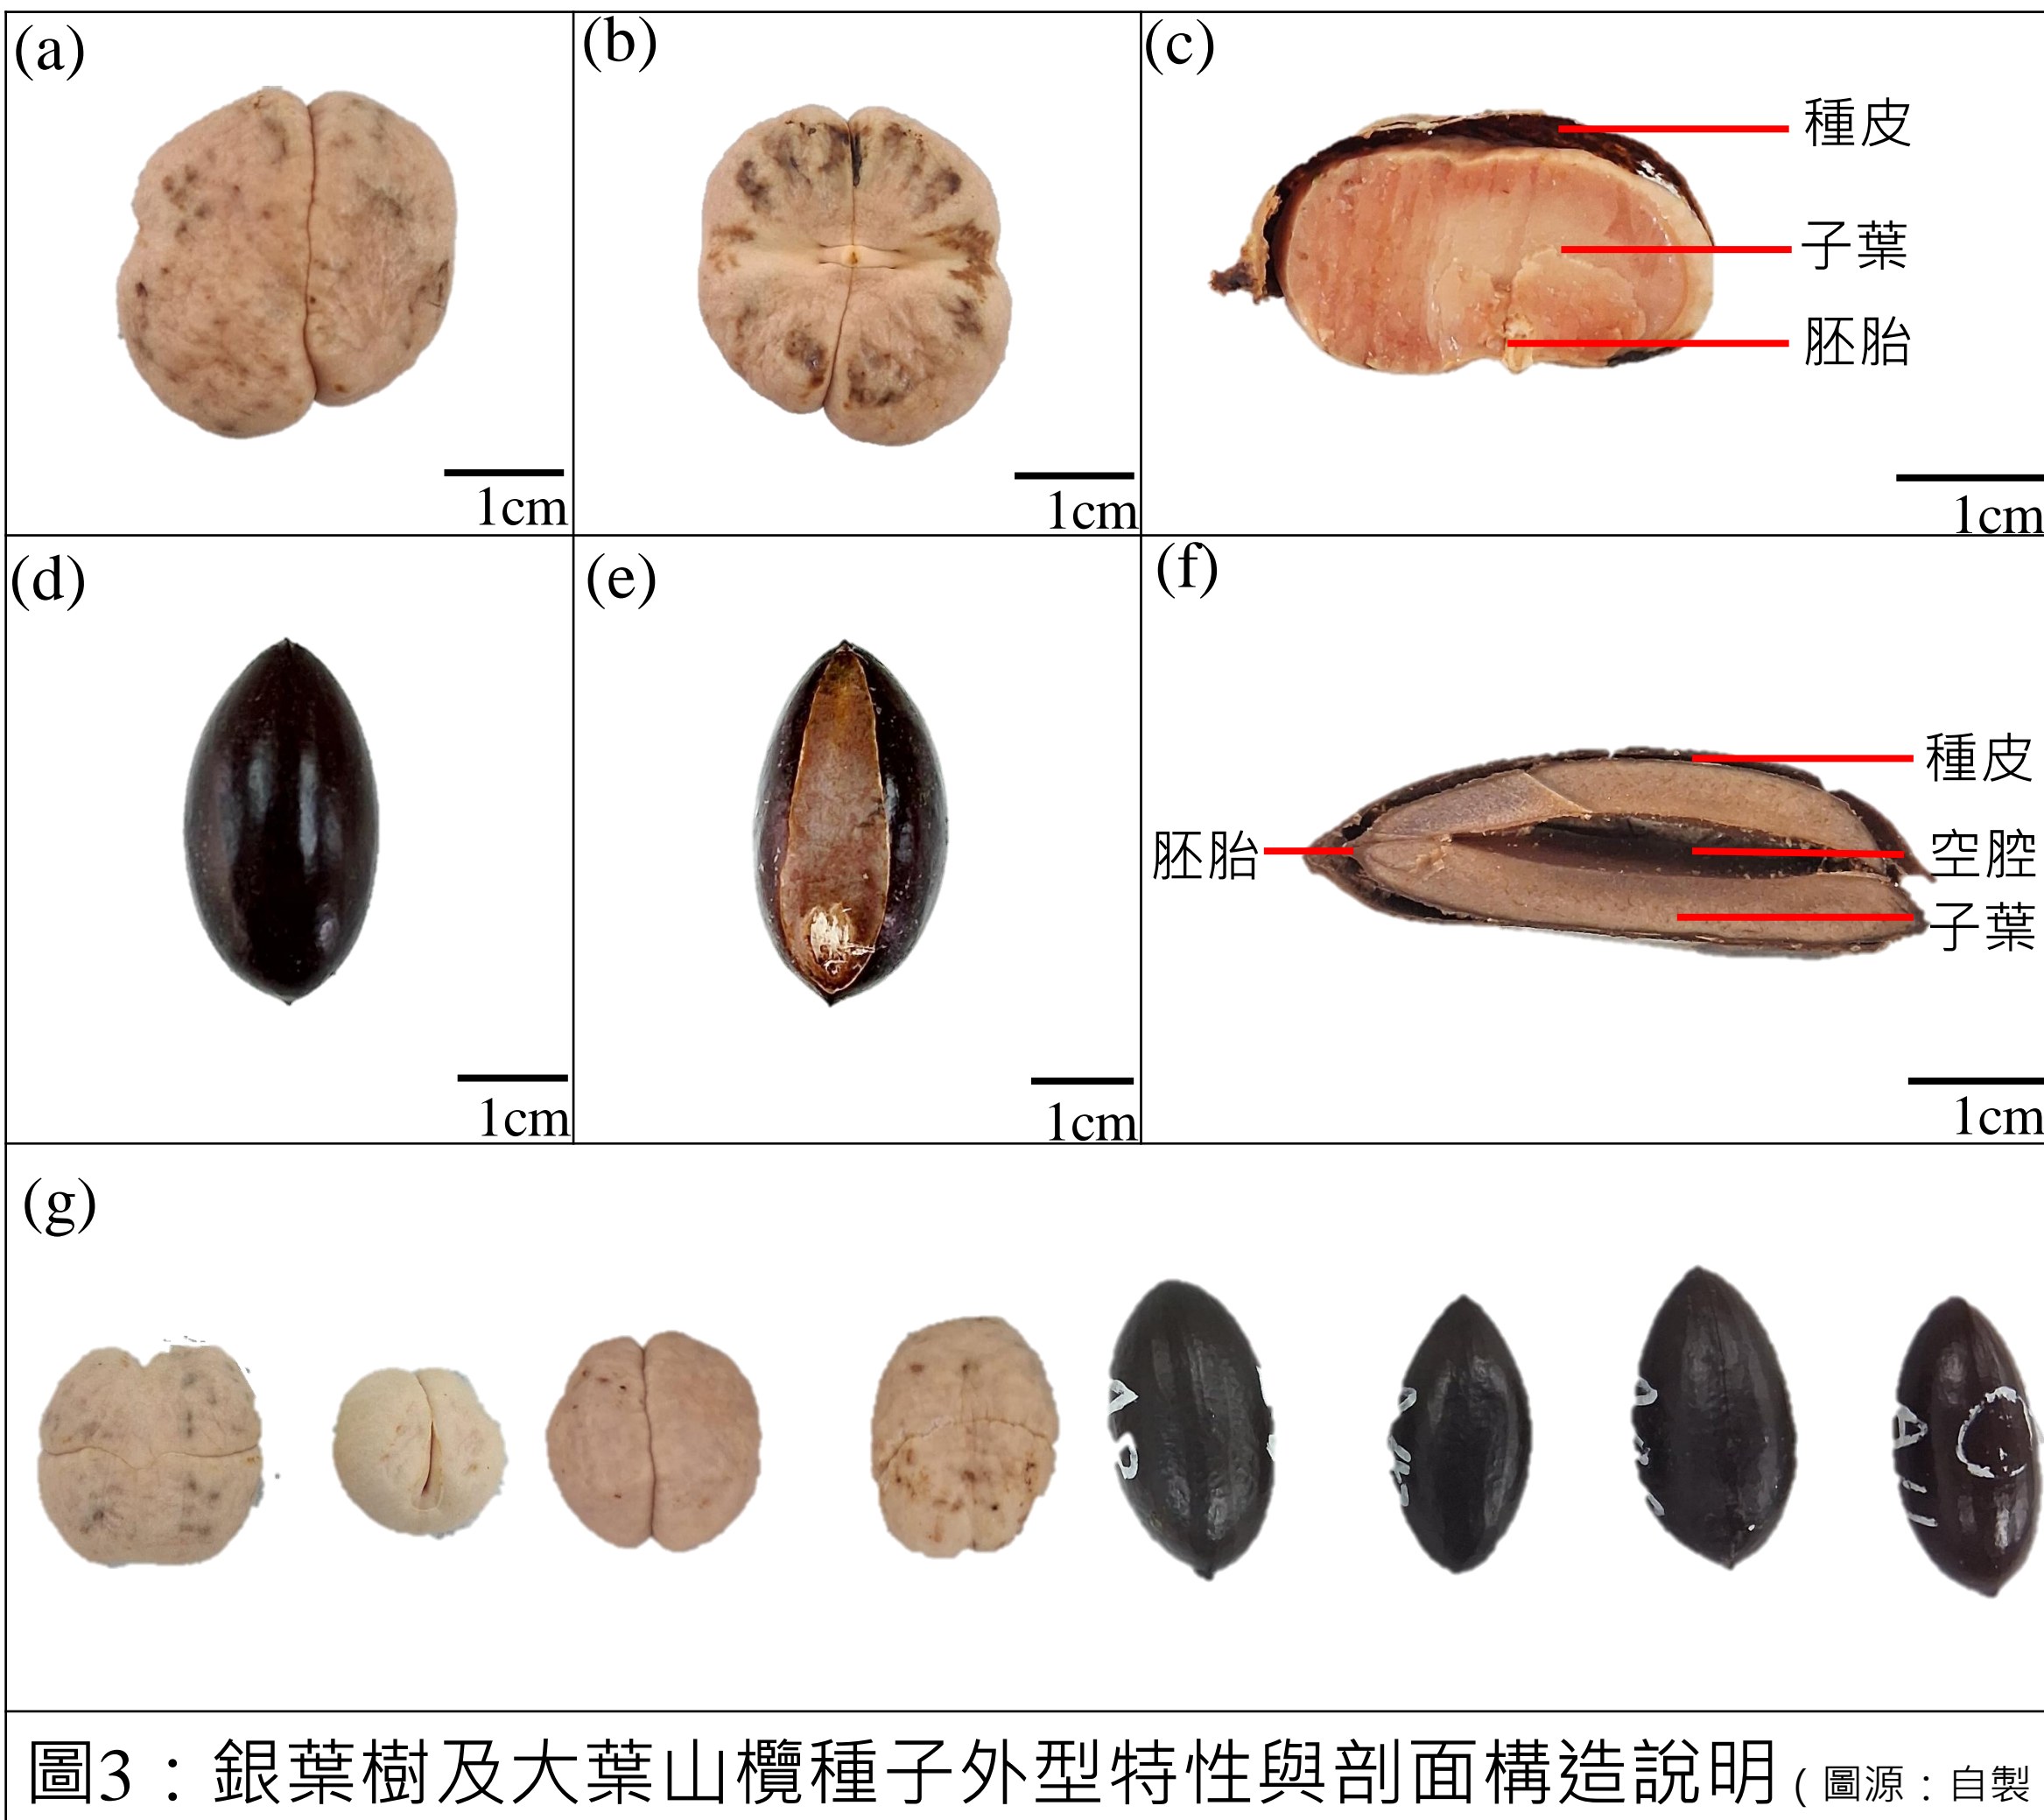 (a)
(b)
(c)
種皮
子葉
胚胎
1cm
1cm
1cm
(d)
(e)
(f)
種皮
胚胎
空腔
子葉
1cm
1cm
1cm
(g)
C
圖3：銀葉樹及大葉山欖種子外型特性與剖面構造説明(圖源：自製